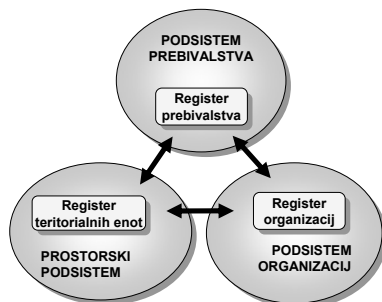 PODSISTEM
PREBIVALSTVA
Register
prebivalstva
Register
teritorialnih enot
PROSTORSKI
PODSISTEM
Register
organizacij
PODSISTEM
ORGANIZACIJ